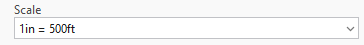 Scale
1in = 500ft